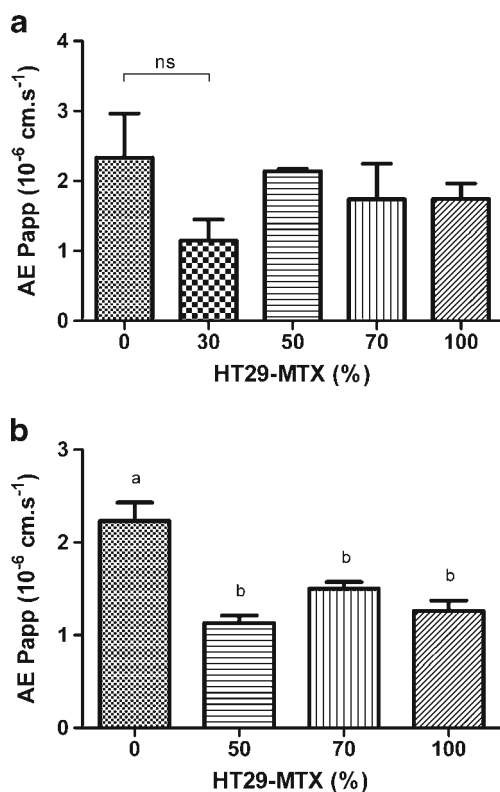 a
ns
4
3
2
1
0
AE Papp (10⁻⁶ cm.s⁻¹)
0 30 50 70 100
HT29-MTX (%)
b
3
2
1
0
AE Papp (10⁻⁶ cm.s⁻¹)
a
b
b
b
0 50 70 100
HT29-MTX (%)